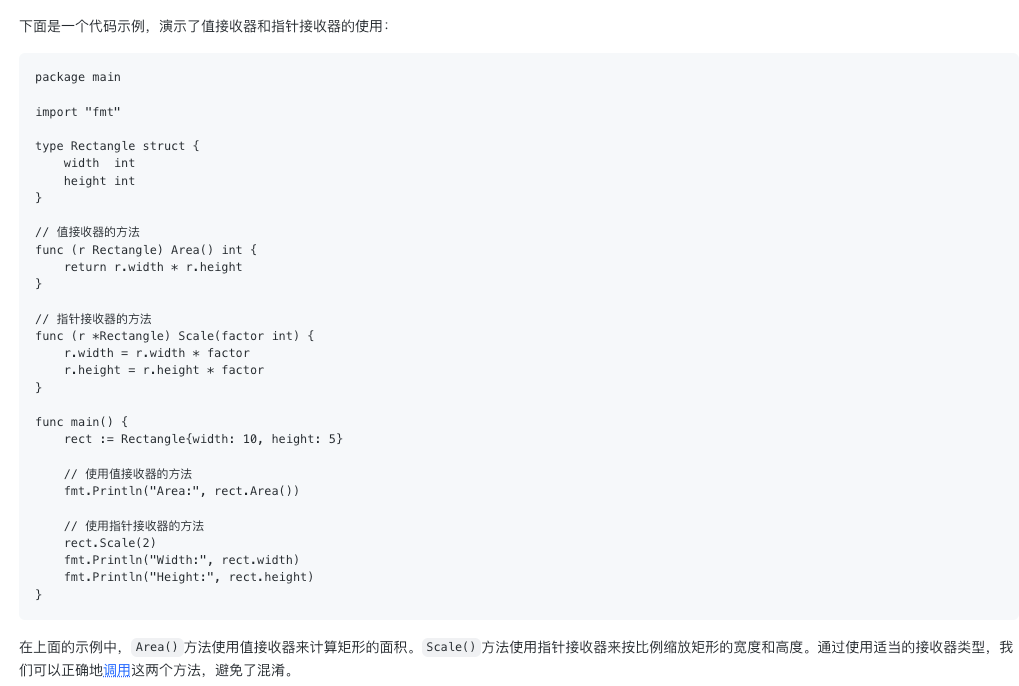 下面是一个代码示例，演示了值接收器和指针接收器的使用：
package main
import "fmt"
type Rectangle struct {
    width  int
    height int
}
// 值接收器的方法
func (r Rectangle) Area() int {
    return r.width * r.height
}
// 指针接收器的方法
func (r *Rectangle) Scale(factor int) {
    r.width = r.width * factor
    r.height = r.height * factor
}
func main() {
    rect := Rectangle{width: 10, height: 5}
    // 使用值接收器的方法
    fmt.Println("Area:", rect.Area())
    // 使用指针接收器的方法
    rect.Scale(2)
    fmt.Println("Width:", rect.width)
    fmt.Println("Height:", rect.height)
}
在上面的示例中，Area()方法使用值接收器来计算矩形的面积。Scale()方法使用指针接收器来按比例缩放矩形的宽度和高度。通过使用适当的接收器类型，我
们可以正确地调用这两个方法，避免了混淆。